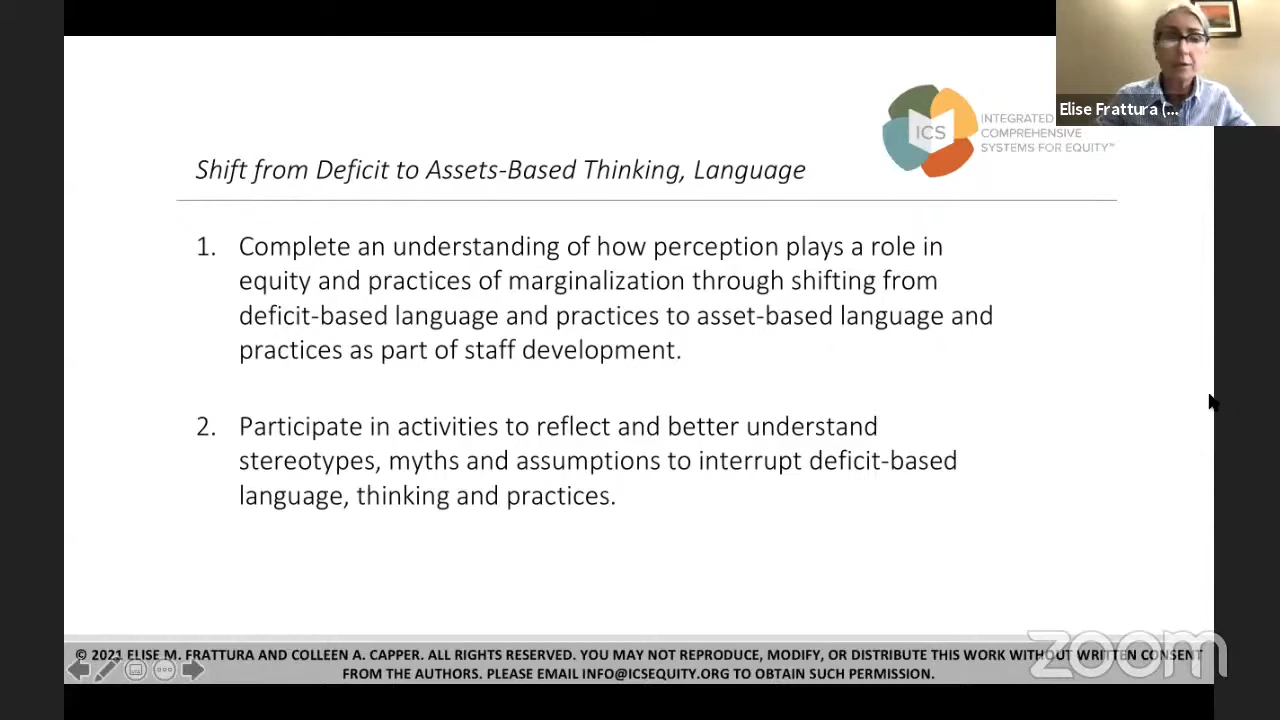 Elise Frattura (...
ICS
INTEGRATED
COMPREHENSIVE
SYSTEMS FOR EQUITY™
Shift from Deficit to Assets-Based Thinking, Language
1. Complete an understanding of how perception plays a role in
equity and practices of marginalization through shifting from
deficit-based language and practices to asset-based language and
practices as part of staff development.
2. Participate in activities to reflect and better understand
stereotypes, myths and assumptions to interrupt deficit-based
language, thinking and practices.
© 2021 ELISE M. FRATTURA AND COLLEEN A. CAPPER. ALL RIGHTS RESERVED. YOU MAY NOT REPRODUCE, MODIFY, OR DISTRIBUTE THIS WORK WITHOUT WRITTEN CONSENT
FROM THE AUTHORS. PLEASE EMAIL INFO@ICSEQUITY.ORG TO OBTAIN SUCH PERMISSION.
zoom